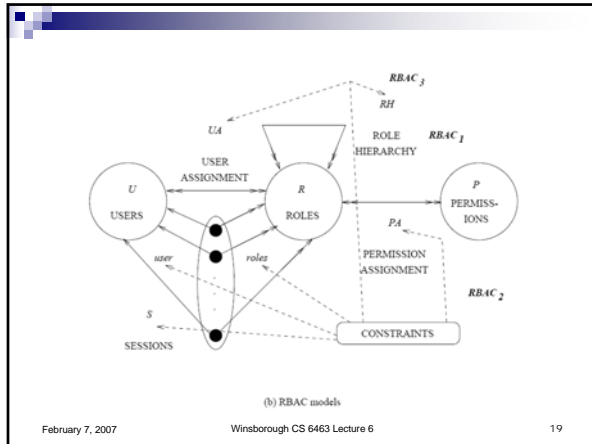 RBAC3
RH
UA
ROLE
HIERARCHY
RBAC1
USER
ASSIGNMENT
U
USERS
R
ROLES
P
PERMISS-
IONS
PA
user
roles
PERMISSION
ASSIGNMENT
RBAC2
S
SESSIONS
CONSTRAINTS
(b) RBAC models
February 7, 2007
Winsborough CS 6463 Lecture 6
19